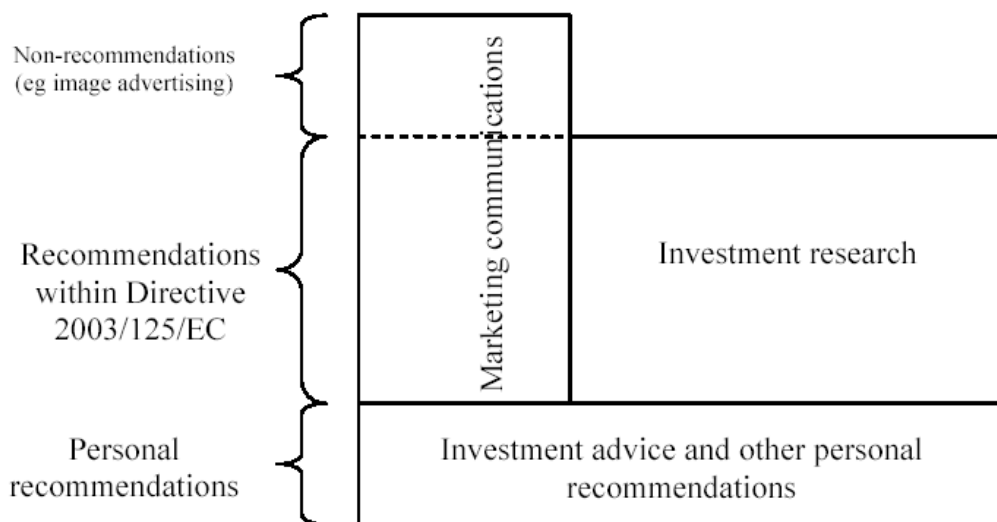 Non-recommendations
(eg image advertising)
Marketing communications
Recommendations
within Directive
2003/125/EC
Investment research
Personal
recommendations
Investment advice and other personal
recommendations